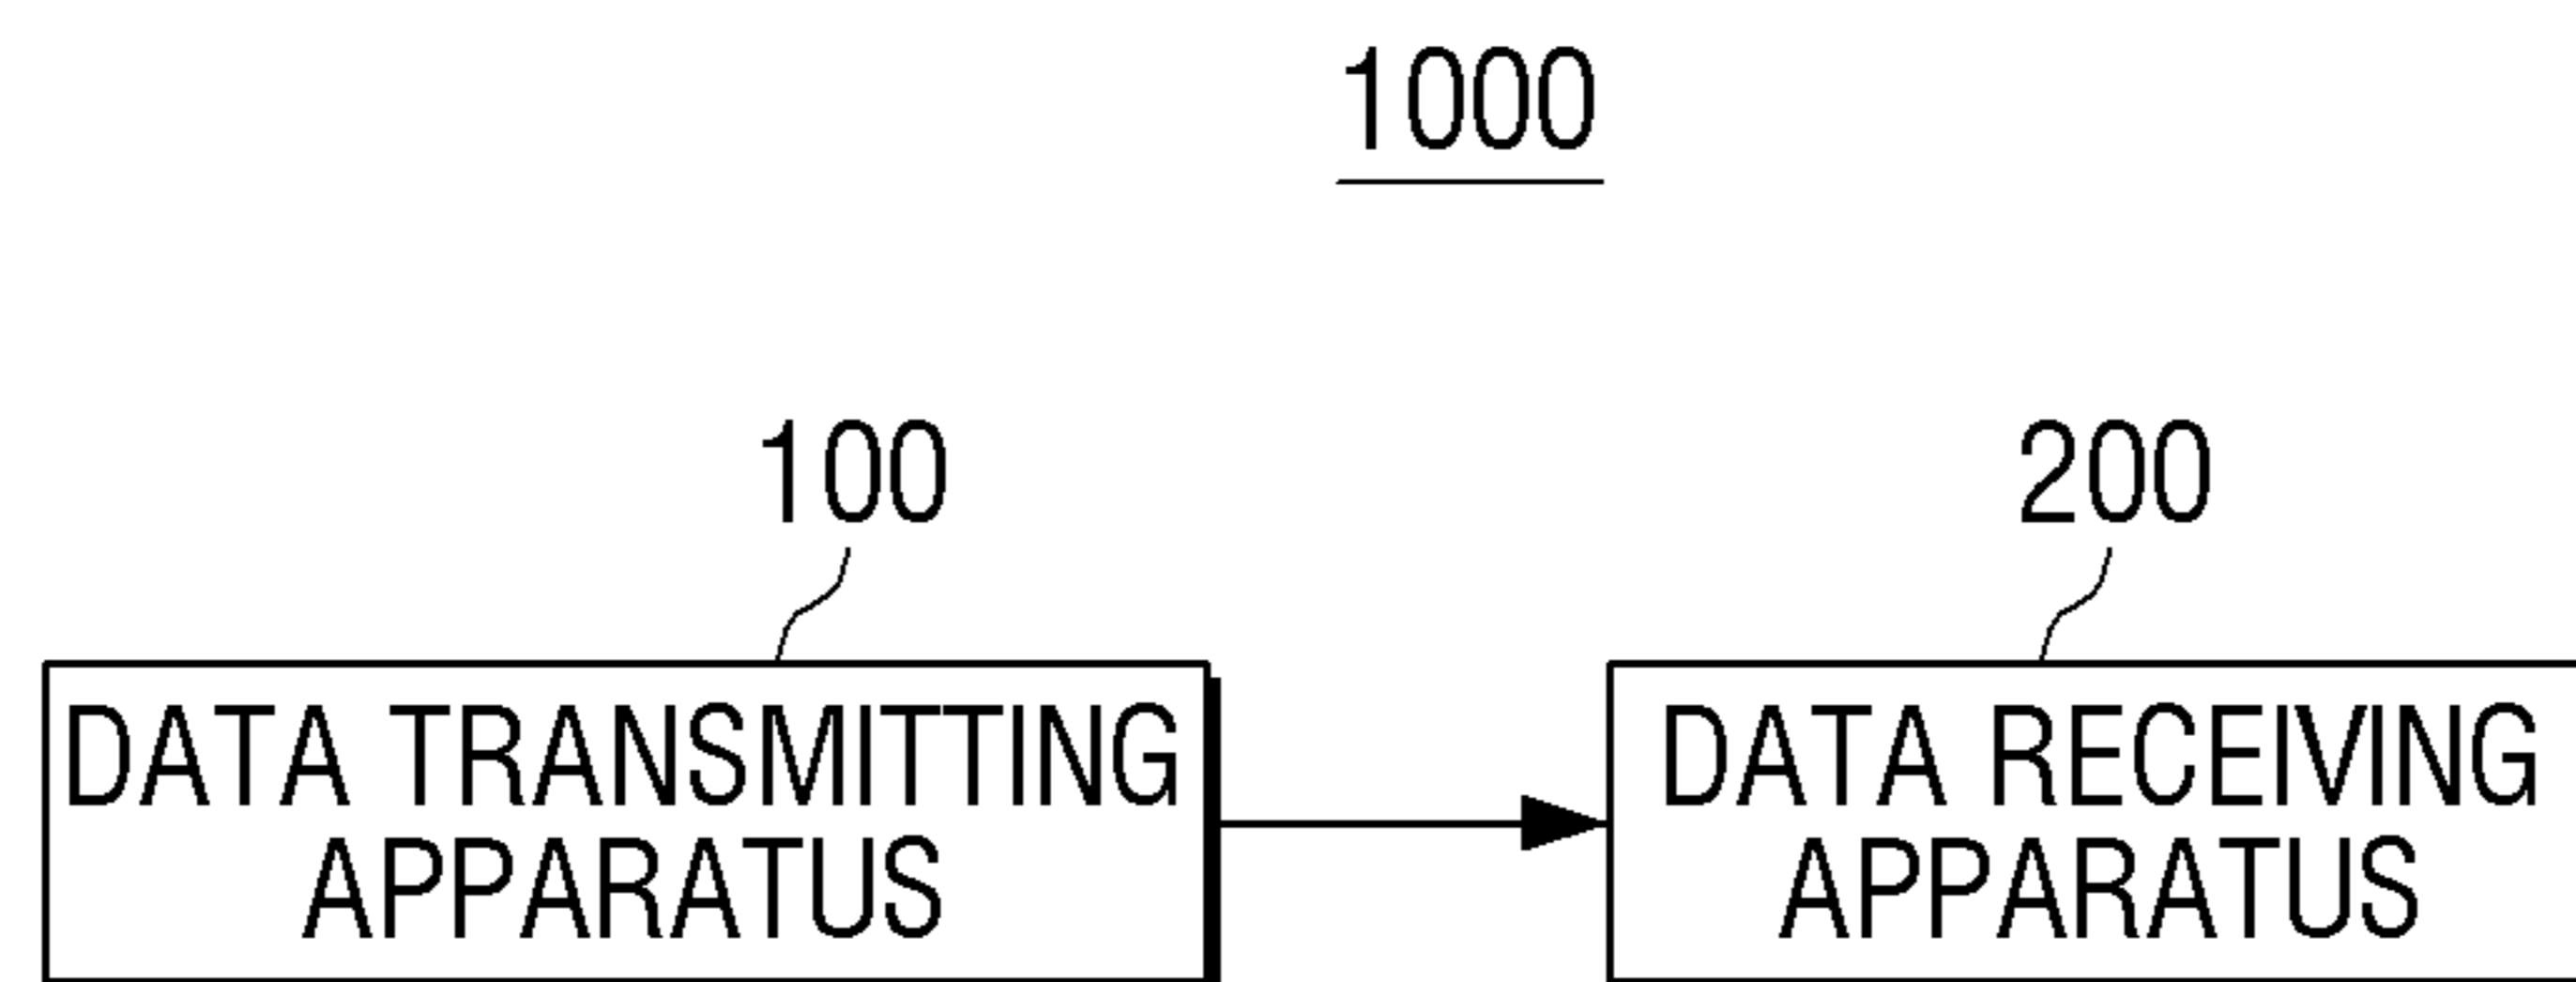 1000
100
200
DATA TRANSMITTING
APPARATUS
DATA RECEIVING
APPARATUS